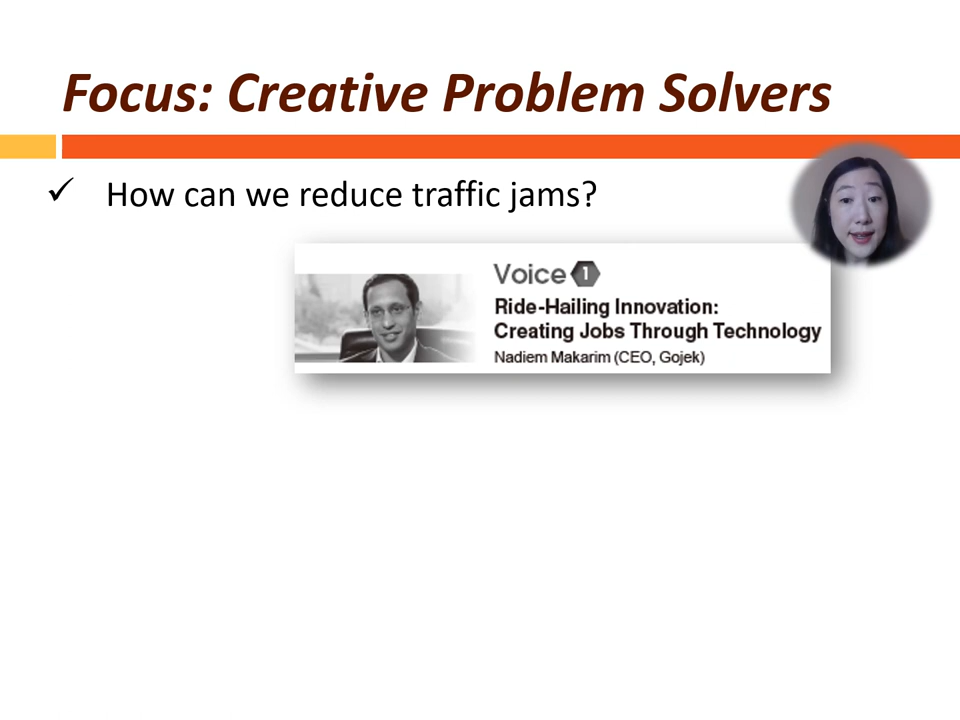 Focus: Creative Problem Solvers
✓ How can we reduce traffic jams?
Voice 1
Ride-Hailing Innovation:
Creating Jobs Through Technology
Nadiem Makarim (CEO, Gojek)